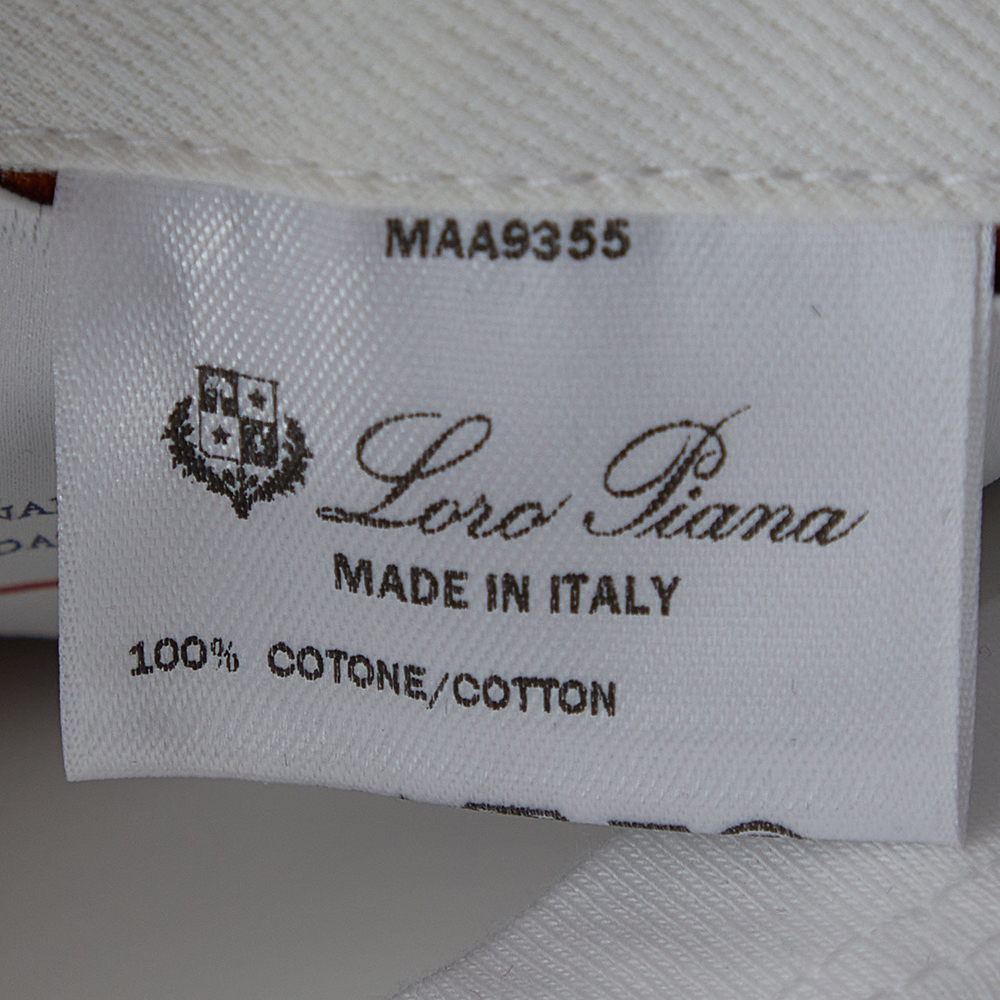 MAA9355
Loro Piana
MADE IN ITALY
100% COTONE/COTTON